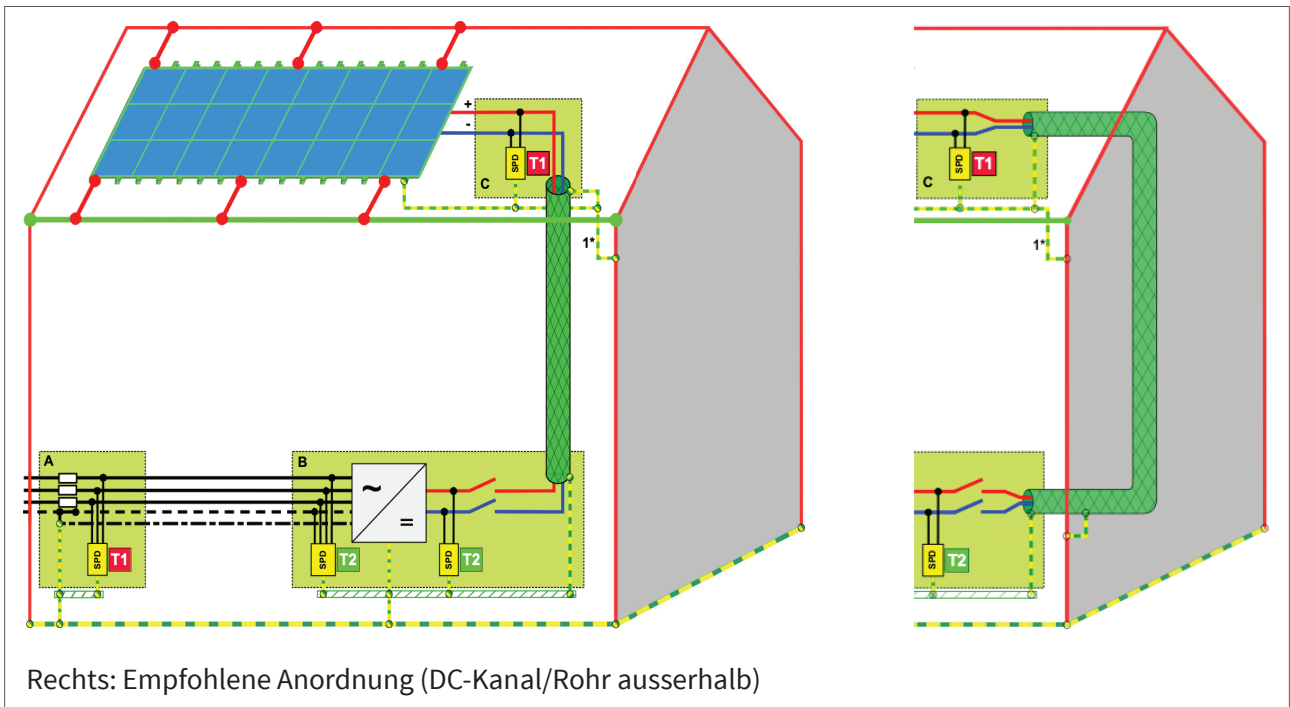 +
-
SPD T1
C
1*
SPD T1
C
1*
A
B
~
=
SPD T1
SPD T2
SPD T2
SPD T2
Rechts: Empfohlene Anordnung (DC-Kanal/Rohr ausserhalb)